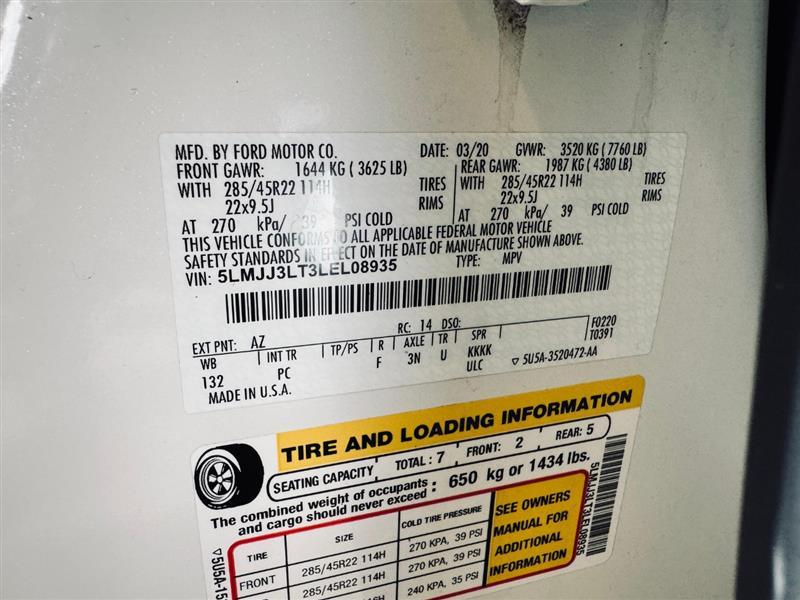 MFD. BY FORD MOTOR CO. DATE: 03/20 GVWR: 3520 KG ( 7760 LB)
FRONT GAWR: 1644 KG ( 3625 LB) REAR GAWR: 1987 KG ( 4380 LB)
WITH 285/45R22 114H TIRES WITH 285/45R22 114H TIRES
22x9.5J RIMS 22x9.5J RIMS
AT 270 kPa/ 39 PSI COLD AT 270 kPa/ 39 PSI COLD
THIS VEHICLE CONFORMS TO ALL APPLICABLE FEDERAL MOTOR VEHICLE
SAFETY STANDARDS IN EFFECT ON THE DATE OF MANUFACTURE SHOWN ABOVE.
VIN: 5LMJJ3LT3LEL08935 TYPE: MPV
EXT PNT: AZ RC: 14 DSO: F0220
WB INT TR TP/PS R AXLE TR SPR T0391
132 PC F 3N U KKKK
ULC ▽ 5U5A-3520472-AA
MADE IN U.S.A.
TIRE AND LOADING INFORMATION
SEATING CAPACITY TOTAL : 7 FRONT: 2 REAR: 5
The combined weight of occupants
and cargo should never exceed : 650 kg or 1434 lbs.
TIRE SIZE COLD TIRE PRESSURE
FRONT 285/45R22 114H 270 KPA, 39 PSI
285/45R22 114H 270 KPA, 39 PSI
240 KPA, 35 PSI
SEE OWNERS
MANUAL FOR
ADDITIONAL
INFORMATION
5LMJJ3LT3LEL08935
▽5U5A-15